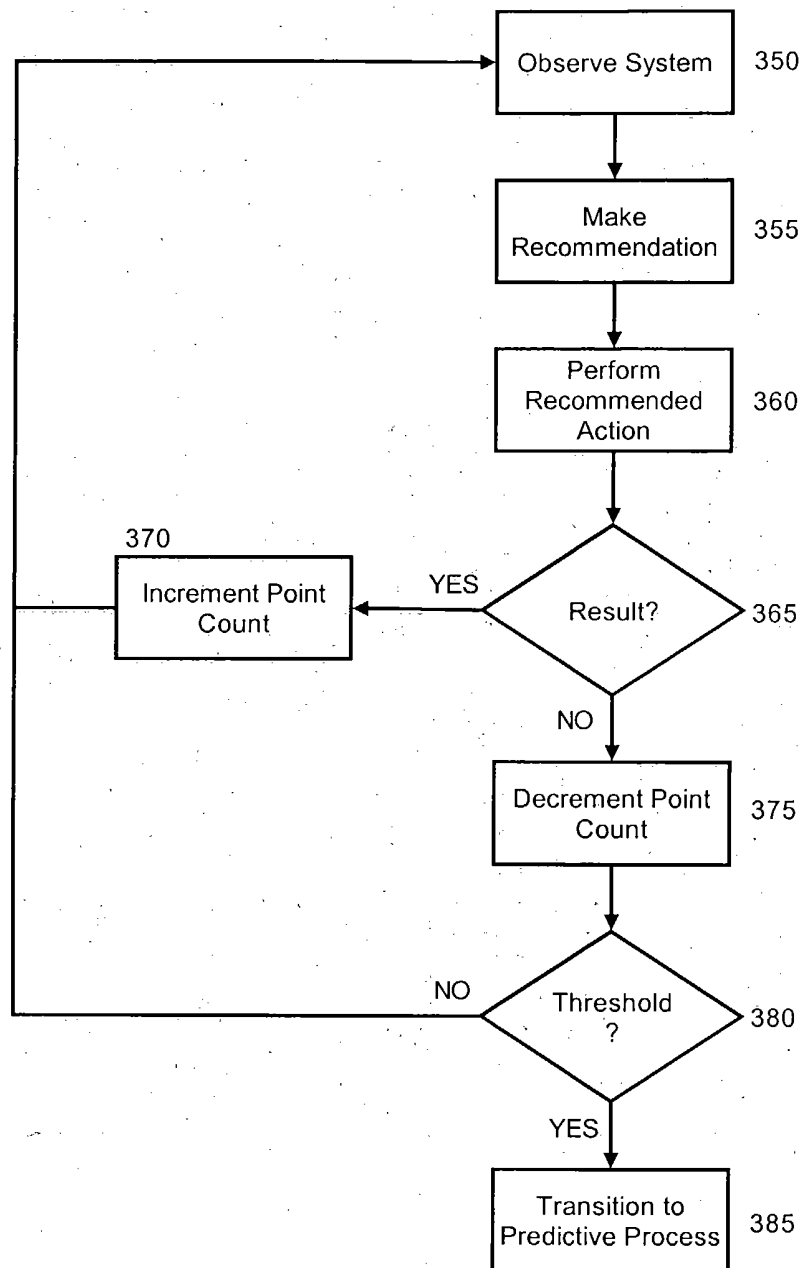 Observe System
350
Make
Recommendation
355
Perform
Recommended
Action
360
370
Increment Point
Count
YES
Result?
365
NO
Decrement Point
Count
375
NO
Threshold
?
380
YES
Transition to
Predictive Process
385